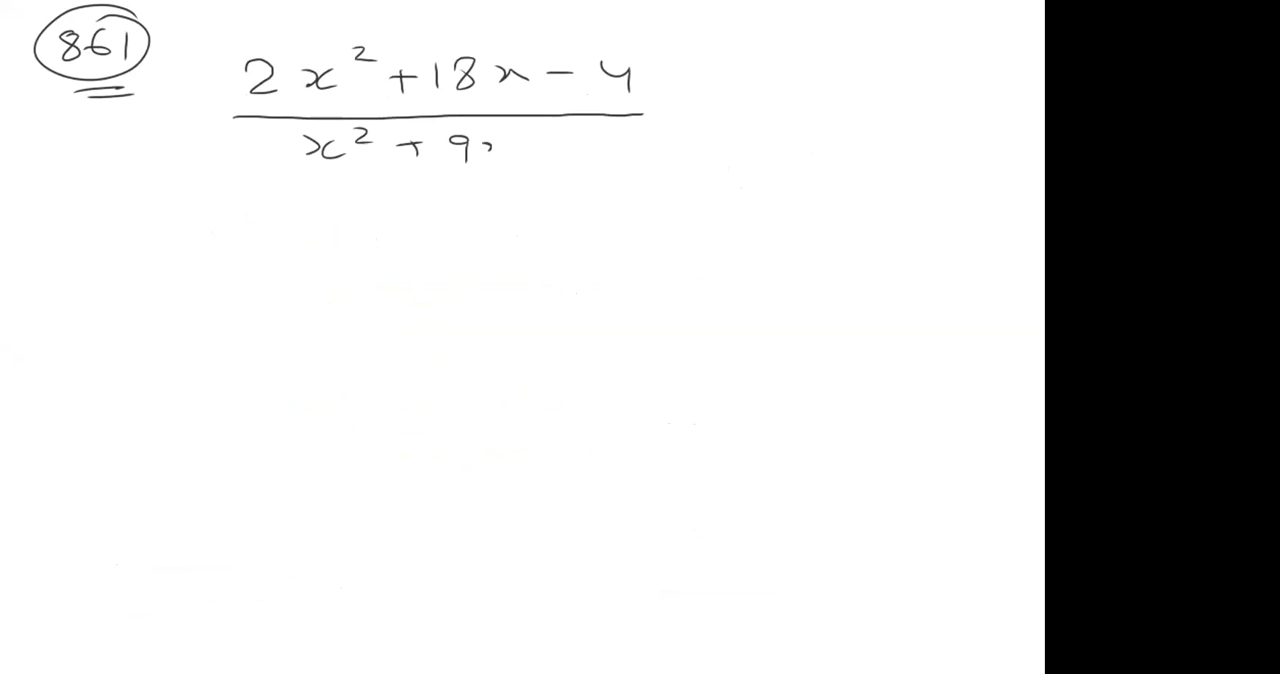 861
2x² + 18x - 4
x² + 9